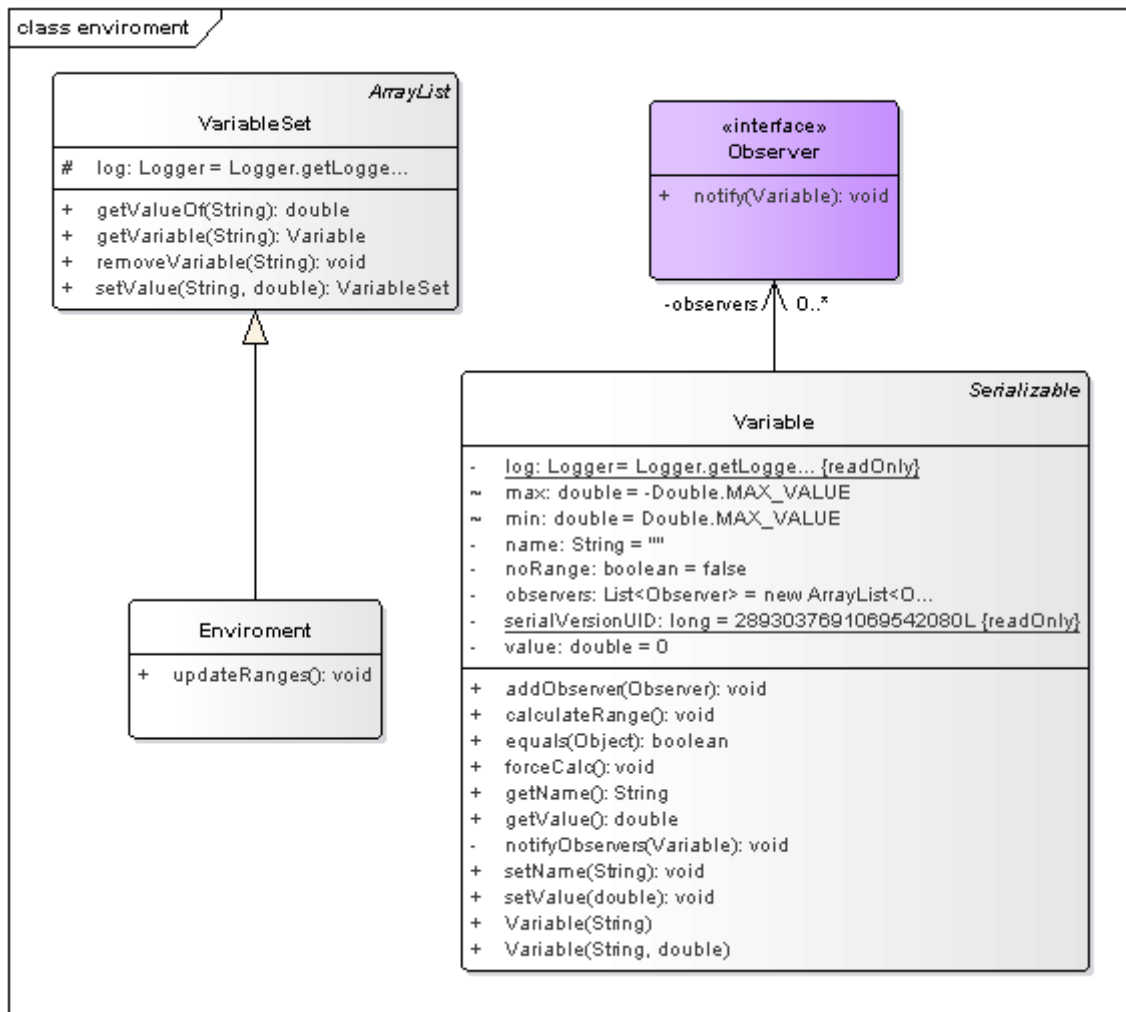 class enviroment
ArrayList
VariableSet
# log: Logger = Logger.getLogge...
+ getValueOf(String): double
+ getVariable(String): Variable
+ removeVariable(String): void
+ setValue(String, double): VariableSet
«interface»
Observer
+ notify(Variable): void
-observers 0..*
Serializable
Variable
- log: Logger = Logger.getLogge... {readOnly}
~ max: double = -Double.MAX_VALUE
~ min: double = Double.MAX_VALUE
- name: String = ""
- noRange: boolean = false
- observers: List<Observer> = new ArrayList<O...
- serialVersionUID: long = 2893037691069542080L {readOnly}
- value: double = 0
+ addObserver(Observer): void
+ calculateRange(): void
+ equals(Object): boolean
+ forceCalc(): void
+ getName(): String
+ getValue(): double
- notifyObservers(Variable): void
+ setName(String): void
+ setValue(double): void
+ Variable(String)
+ Variable(String, double)
Enviroment
+ updateRanges(): void